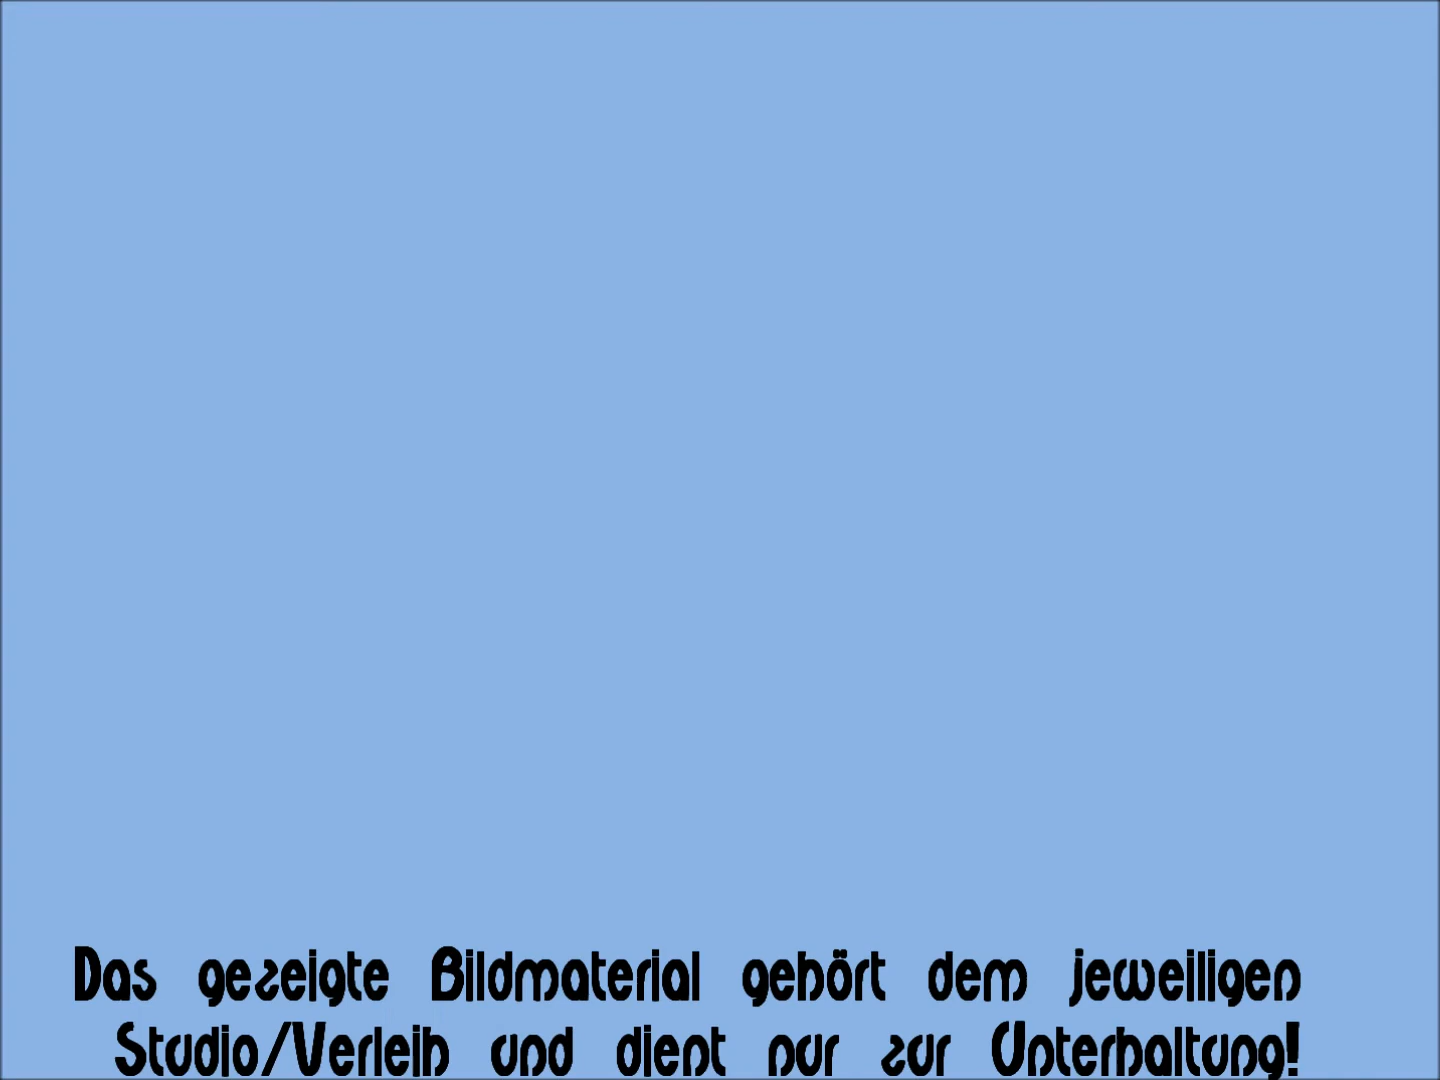 Das gezeigte Bildmaterial gehört dem jeweiligen
Studio/Verleih und dient nur zur Unterhaltung!